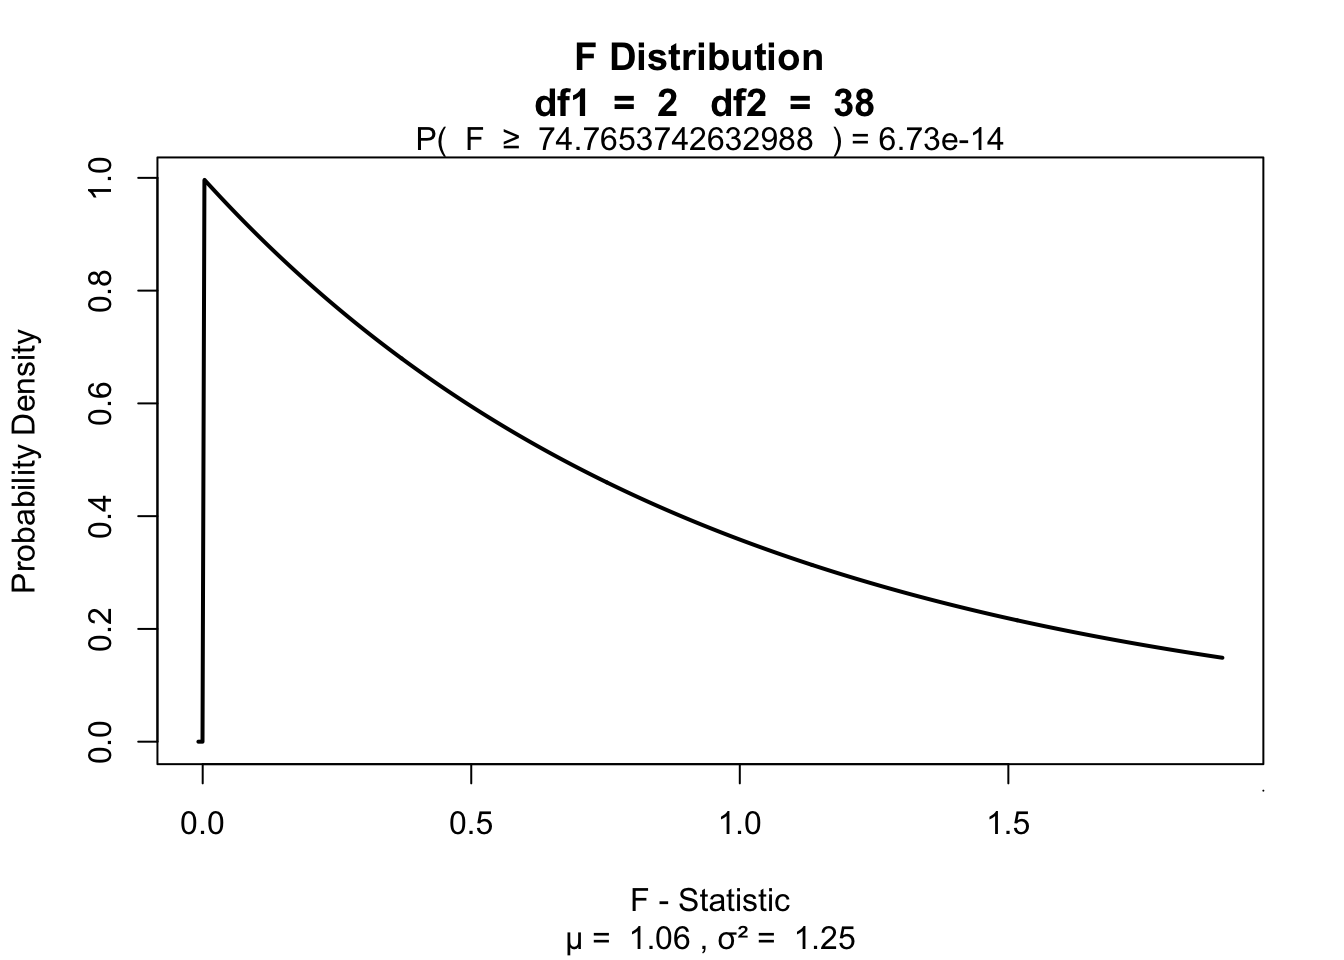 F Distribution
df1 = 2 df2 = 38
P( F ≥ 74.7653742632988 ) = 6.73e-14
Probability Density
1.0
0.8
0.6
0.4
0.2
0.0
0.0 0.5 1.0 1.5
F - Statistic
μ = 1.06 , σ² = 1.25